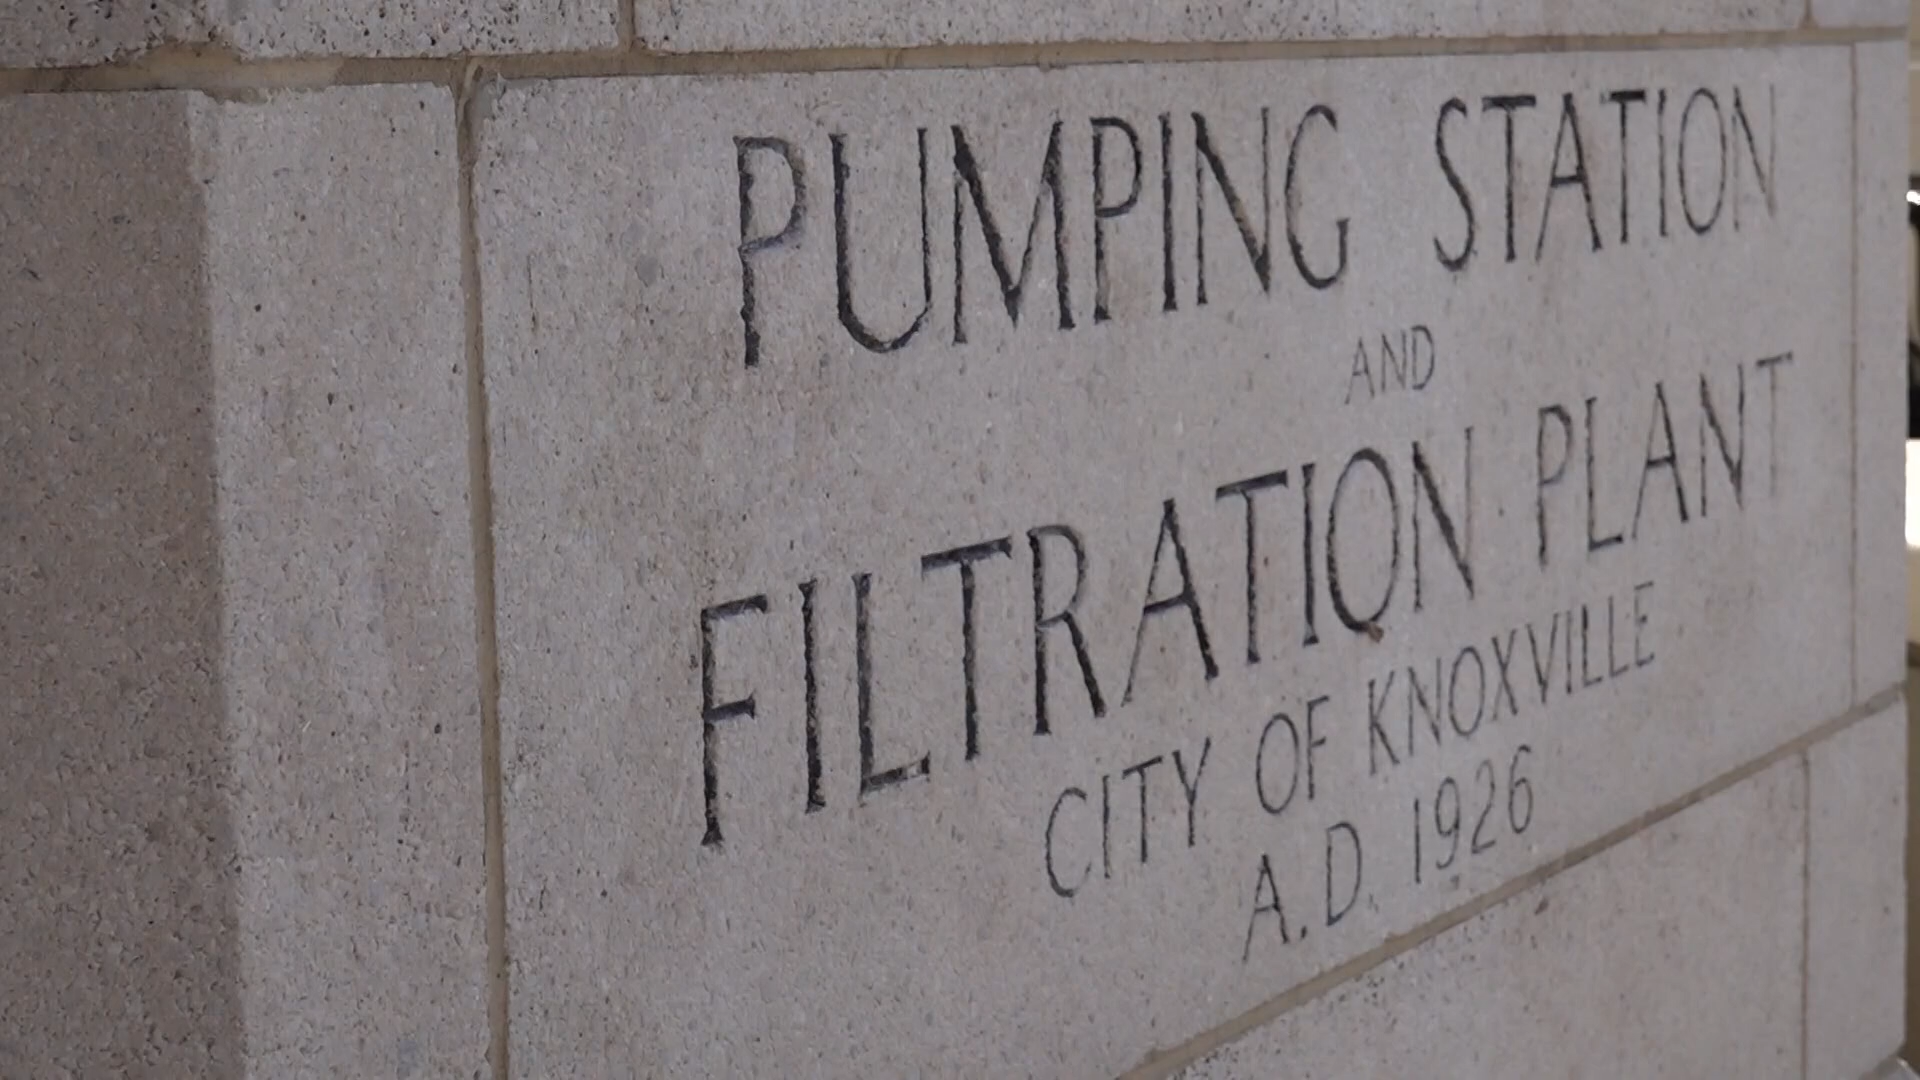 PUMPING STATION
AND
FILTRATION PLANT
CITY OF KNOXVILLE
A.D. 1926